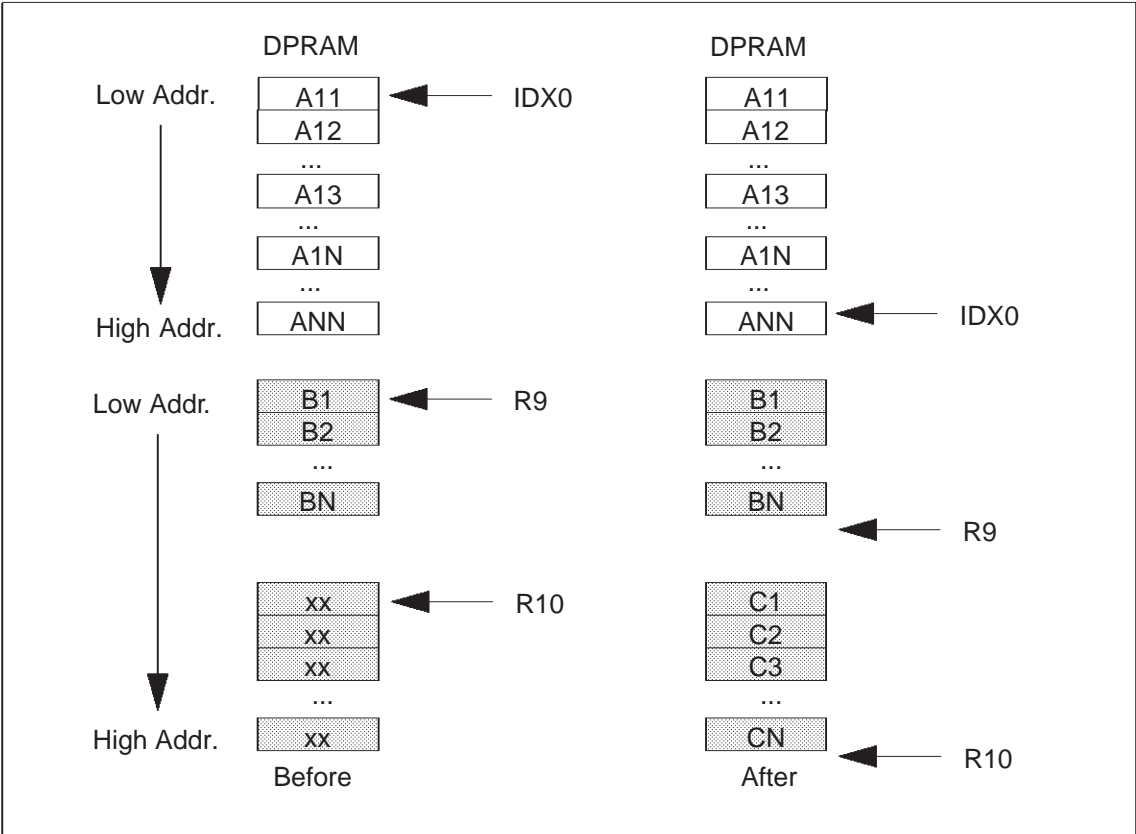 DPRAM DPRAM
Low Addr. A11 IDX0 A11
A12 A12
... ...
A13 A13
... ...
A1N A1N
... ...
High Addr. ANN ANN IDX0
Low Addr. B1 R9 B1
B2 B2
... ...
BN BN
R9
xx R10 C1
xx C2
xx C3
... ...
High Addr. xx CN
R10
Before After